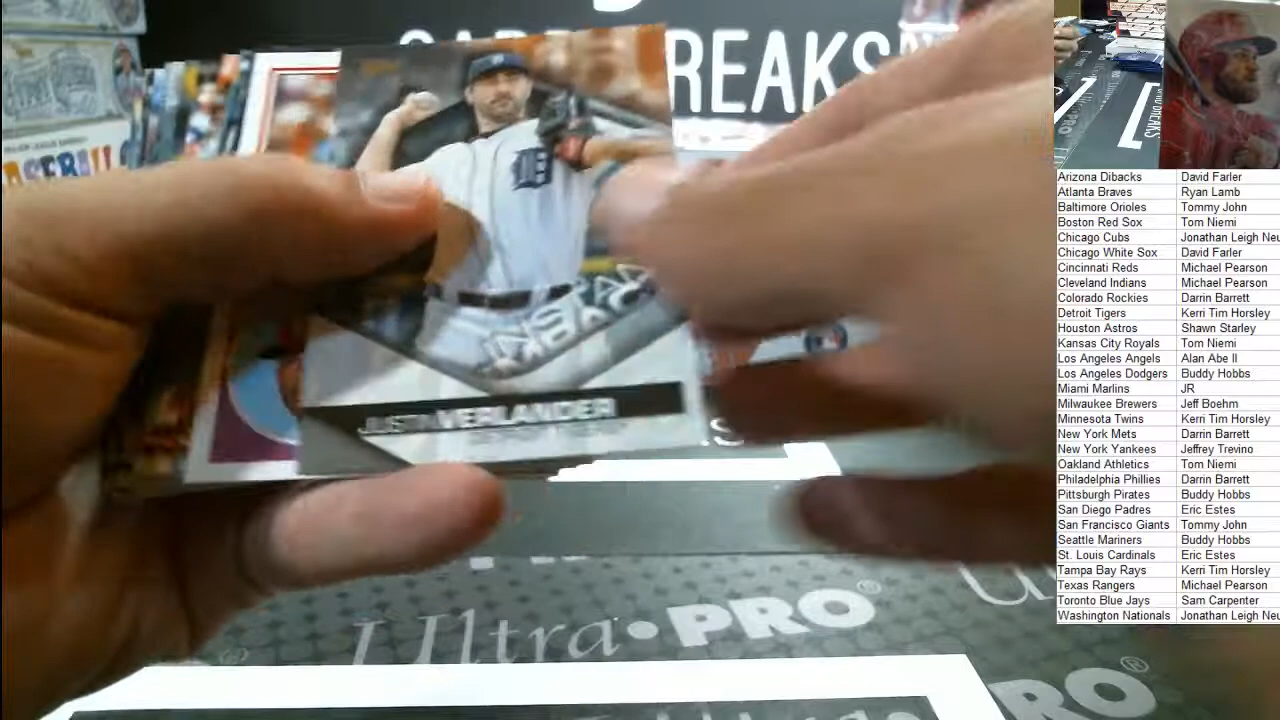 REAKS
BASEBALL
D
JUSTIN VERLANDER
Ultra•PRO®
PRO®
Arizona Dibacks David Farler
Atlanta Braves Ryan Lamb
Baltimore Orioles Tommy John
Boston Red Sox Tom Niemi
Chicago Cubs Jonathan Leigh Neu
Chicago White Sox David Farler
Cincinnati Reds Michael Pearson
Cleveland Indians Michael Pearson
Colorado Rockies Darrin Barrett
Detroit Tigers Kerri Tim Horsley
Houston Astros Shawn Starley
Kansas City Royals Tom Niemi
Los Angeles Angels Alan Abe II
Los Angeles Dodgers Buddy Hobbs
Miami Marlins JR
Milwaukee Brewers Jeff Boehm
Minnesota Twins Kerri Tim Horsley
New York Mets Darrin Barrett
New York Yankees Jeffrey Trevino
Oakland Athletics Tom Niemi
Philadelphia Phillies Darrin Barrett
Pittsburgh Pirates Buddy Hobbs
San Diego Padres Eric Estes
San Francisco Giants Tommy John
Seattle Mariners Buddy Hobbs
St. Louis Cardinals Eric Estes
Tampa Bay Rays Kerri Tim Horsley
Texas Rangers Michael Pearson
Toronto Blue Jays Sam Carpenter
Washington Nationals Jonathan Leigh Neu